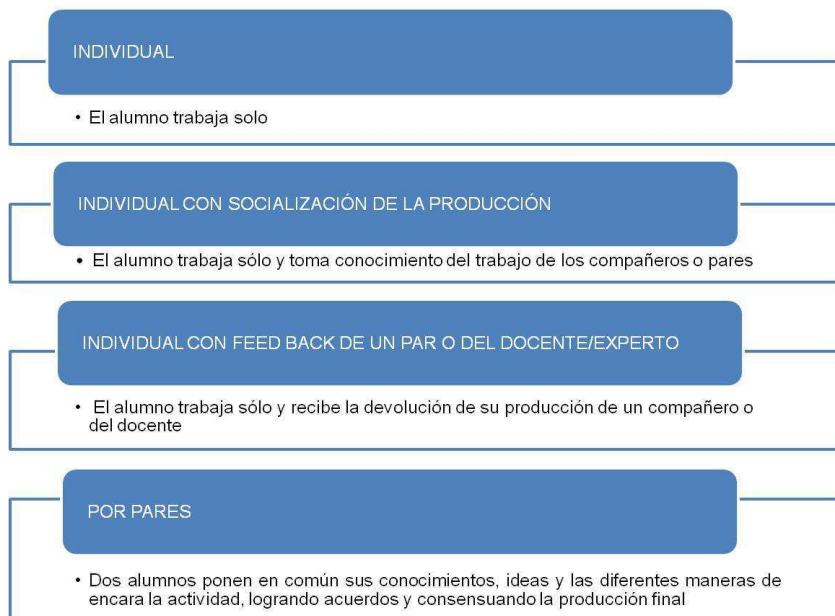 INDIVIDUAL
• El alumno trabaja solo
INDIVIDUAL CON SOCIALIZACIÓN DE LA PRODUCCIÓN
• El alumno trabaja sólo y toma conocimiento del trabajo de los compañeros o pares
INDIVIDUAL CON FEED BACK DE UN PAR O DEL DOCENTE/EXPERTO
• El alumno trabaja sólo y recibe la devolución de su producción de un compañero o
del docente
POR PARES
• Dos alumnos ponen en común sus conocimientos, ideas y las diferentes maneras de
encara la actividad, logrando acuerdos y consensuando la producción final